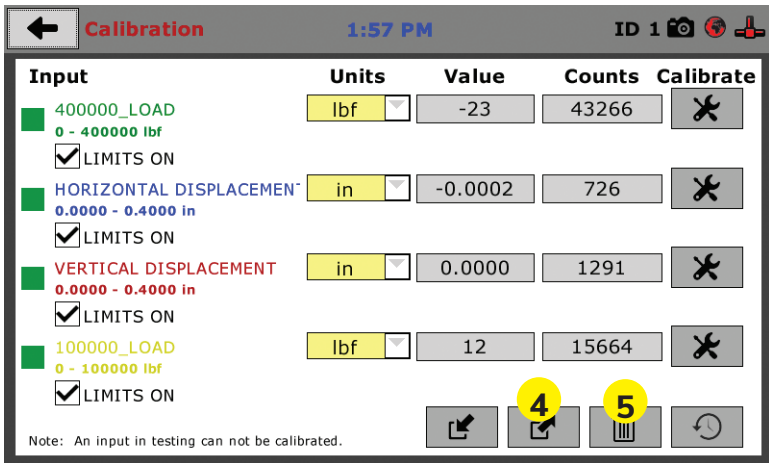 Calibration 1:57 PM ID 1
Input Units Value Counts Calibrate
400000_LOAD lbf -23 43266
0 - 400000 lbf
LIMITS ON
HORIZONTAL DISPLACEMENT in -0.0002 726
0.0000 - 0.4000 in
LIMITS ON
VERTICAL DISPLACEMENT in 0.0000 1291
0.0000 - 0.4000 in
LIMITS ON
100000_LOAD lbf 12 15664
0 - 100000 lbf
LIMITS ON
4 5
Note: An input in testing can not be calibrated.